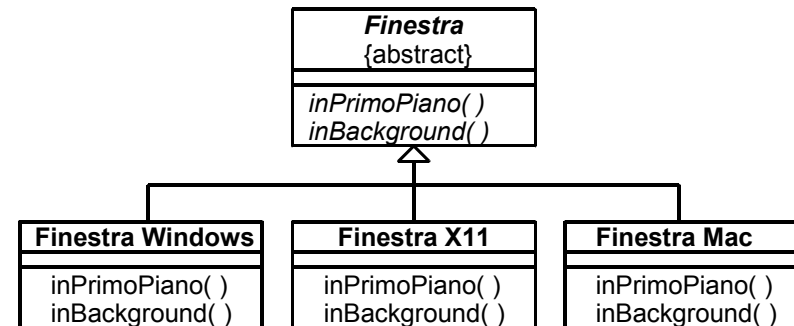 Finestra
{abstract}
inPrimoPiano( )
inBackground( )
Finestra Windows
inPrimoPiano( )
inBackground( )
Finestra X11
inPrimoPiano( )
inBackground( )
Finestra Mac
inPrimoPiano( )
inBackground( )